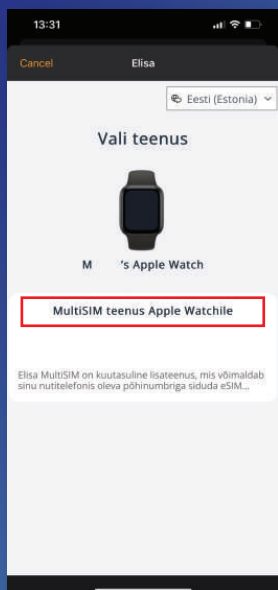 13:31
Cancel Elisa
Eesti (Estonia)
Vali teenus
M 's Apple Watch
MultiSIM teenus Apple Watchile
Elisa MultiSIM on kuutasuline lisateenus, mis võimaldab
sinu nutitelefonis oleva põhinumbriga siduda eSIM...